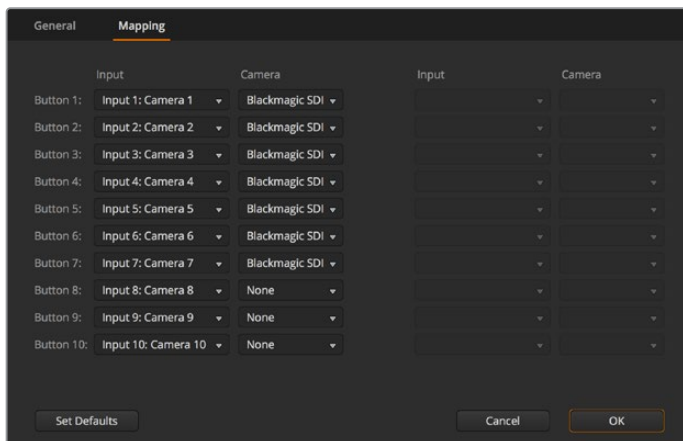 General Mapping
Input Camera Input Camera
Button 1: Input 1: Camera 1 Blackmagic SDI
Button 2: Input 2: Camera 2 Blackmagic SDI
Button 3: Input 3: Camera 3 Blackmagic SDI
Button 4: Input 4: Camera 4 Blackmagic SDI
Button 5: Input 5: Camera 5 Blackmagic SDI
Button 6: Input 6: Camera 6 Blackmagic SDI
Button 7: Input 7: Camera 7 Blackmagic SDI
Button 8: Input 8: Camera 8 None
Button 9: Input 9: Camera 9 None
Button 10: Input 10: Camera 10 None
Set Defaults Cancel OK